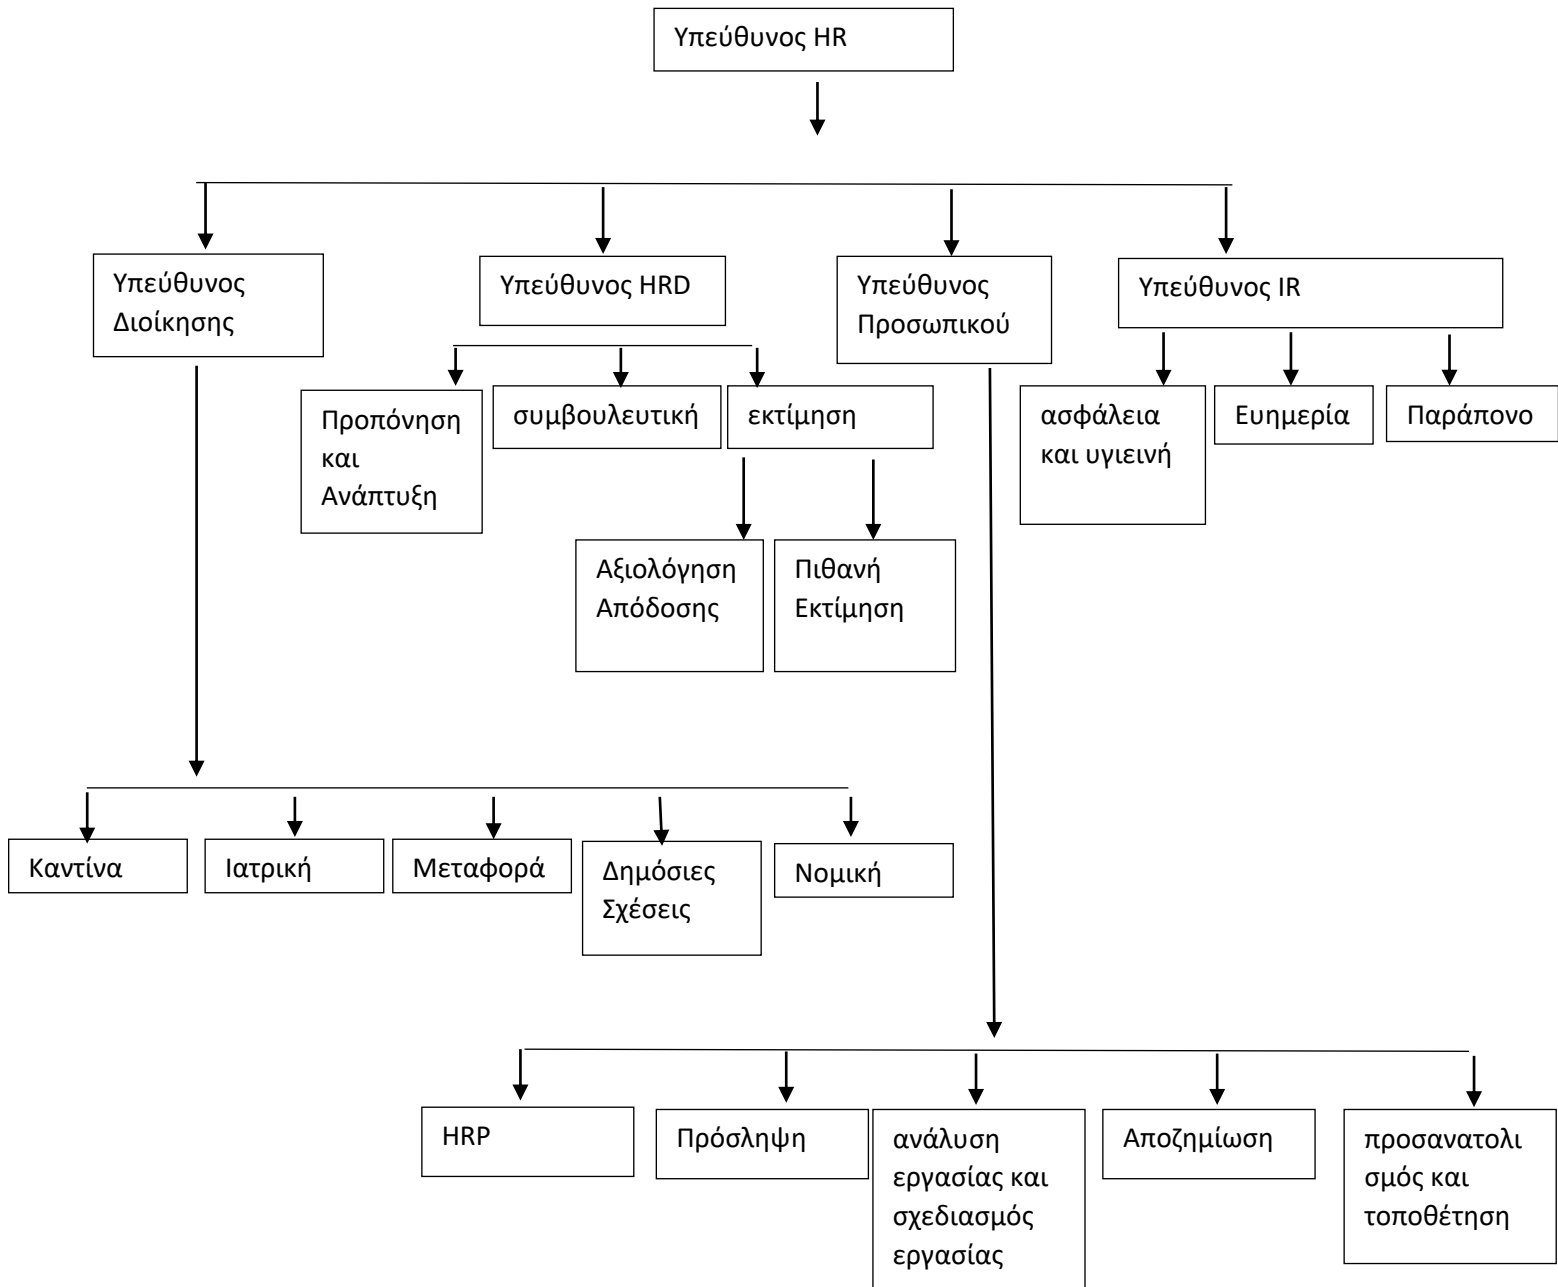 Υπεύθυνος HR
Υπεύθυνος
Διοίκησης
Υπεύθυνος HRD
Υπεύθυνος
Προσωπικού
Υπεύθυνος IR
Προπόνηση
και
Ανάπτυξη
συμβουλευτική
εκτίμηση
ασφάλεια
και υγιεινή
Ευημερία
Παράπονο
Αξιολόγηση
Απόδοσης
Πιθανή
Εκτίμηση
Καντίνα
Ιατρική
Μεταφορά
Δημόσιες
Σχέσεις
Νομική
HRP
Πρόσληψη
ανάλυση
εργασίας και
σχεδιασμός
εργασίας
Αποζημίωση
προσανατολι
σμός και
τοποθέτηση